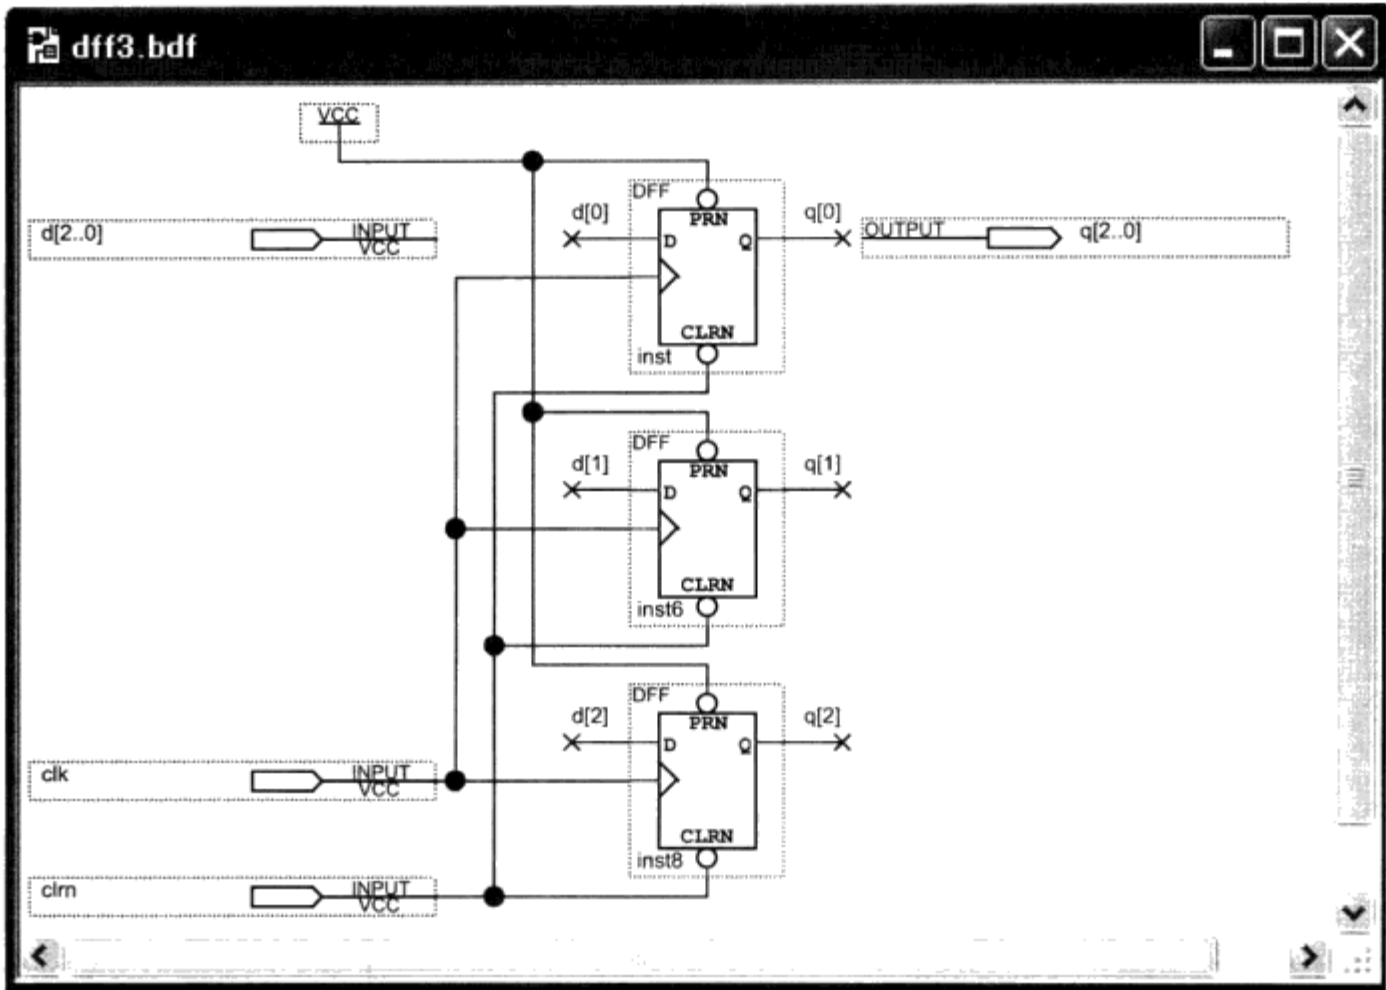 dff3.bdf
VCC
DFF
d[0]
PRN
q[0]
d[2..0]
INPUT
VCC
D
Q
OUTPUT
q[2..0]
CLRN
inst
DFF
d[1]
PRN
q[1]
D
Q
CLRN
inst6
DFF
d[2]
PRN
q[2]
D
Q
clk
INPUT
VCC
CLRN
inst8
clrn
INPUT
VCC